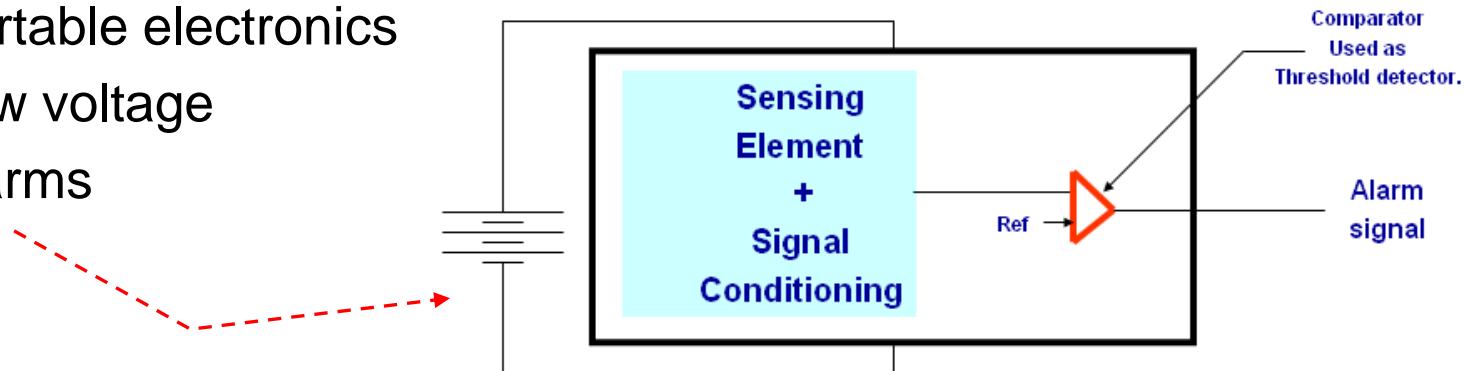 rtable electronics
w voltage
rms
Comparator
Used as
Threshold detector.
Sensing
Element
+
Signal
Conditioning
Ref
Alarm
signal